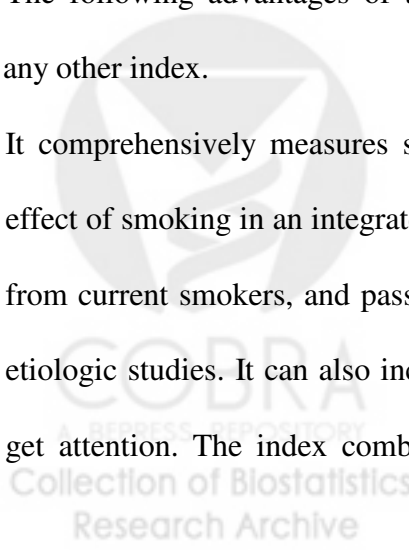 The following advantages of
any other index.
It comprehensively measures s
effect of smoking in an integrat
from current smokers, and pass
etiologic studies. It can also inc
COBRA
A BEPRESS REPOSITORY
get attention. The index comb
Collection of Biostatistics
Research Archive